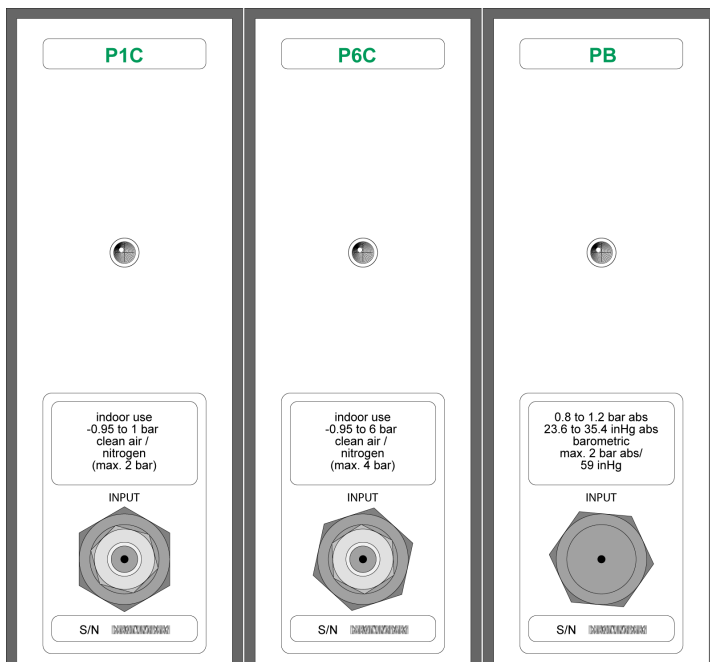 P1C
indoor use
-0.95 to 1 bar
clean air /
nitrogen
(max. 2 bar)
INPUT
S/N
P6C
indoor use
-0.95 to 6 bar
clean air /
nitrogen
(max. 4 bar)
INPUT
S/N
PB
0.8 to 1.2 bar abs
23.6 to 35.4 inHg abs
barometric
max. 2 bar abs/
59 inHg
INPUT
S/N